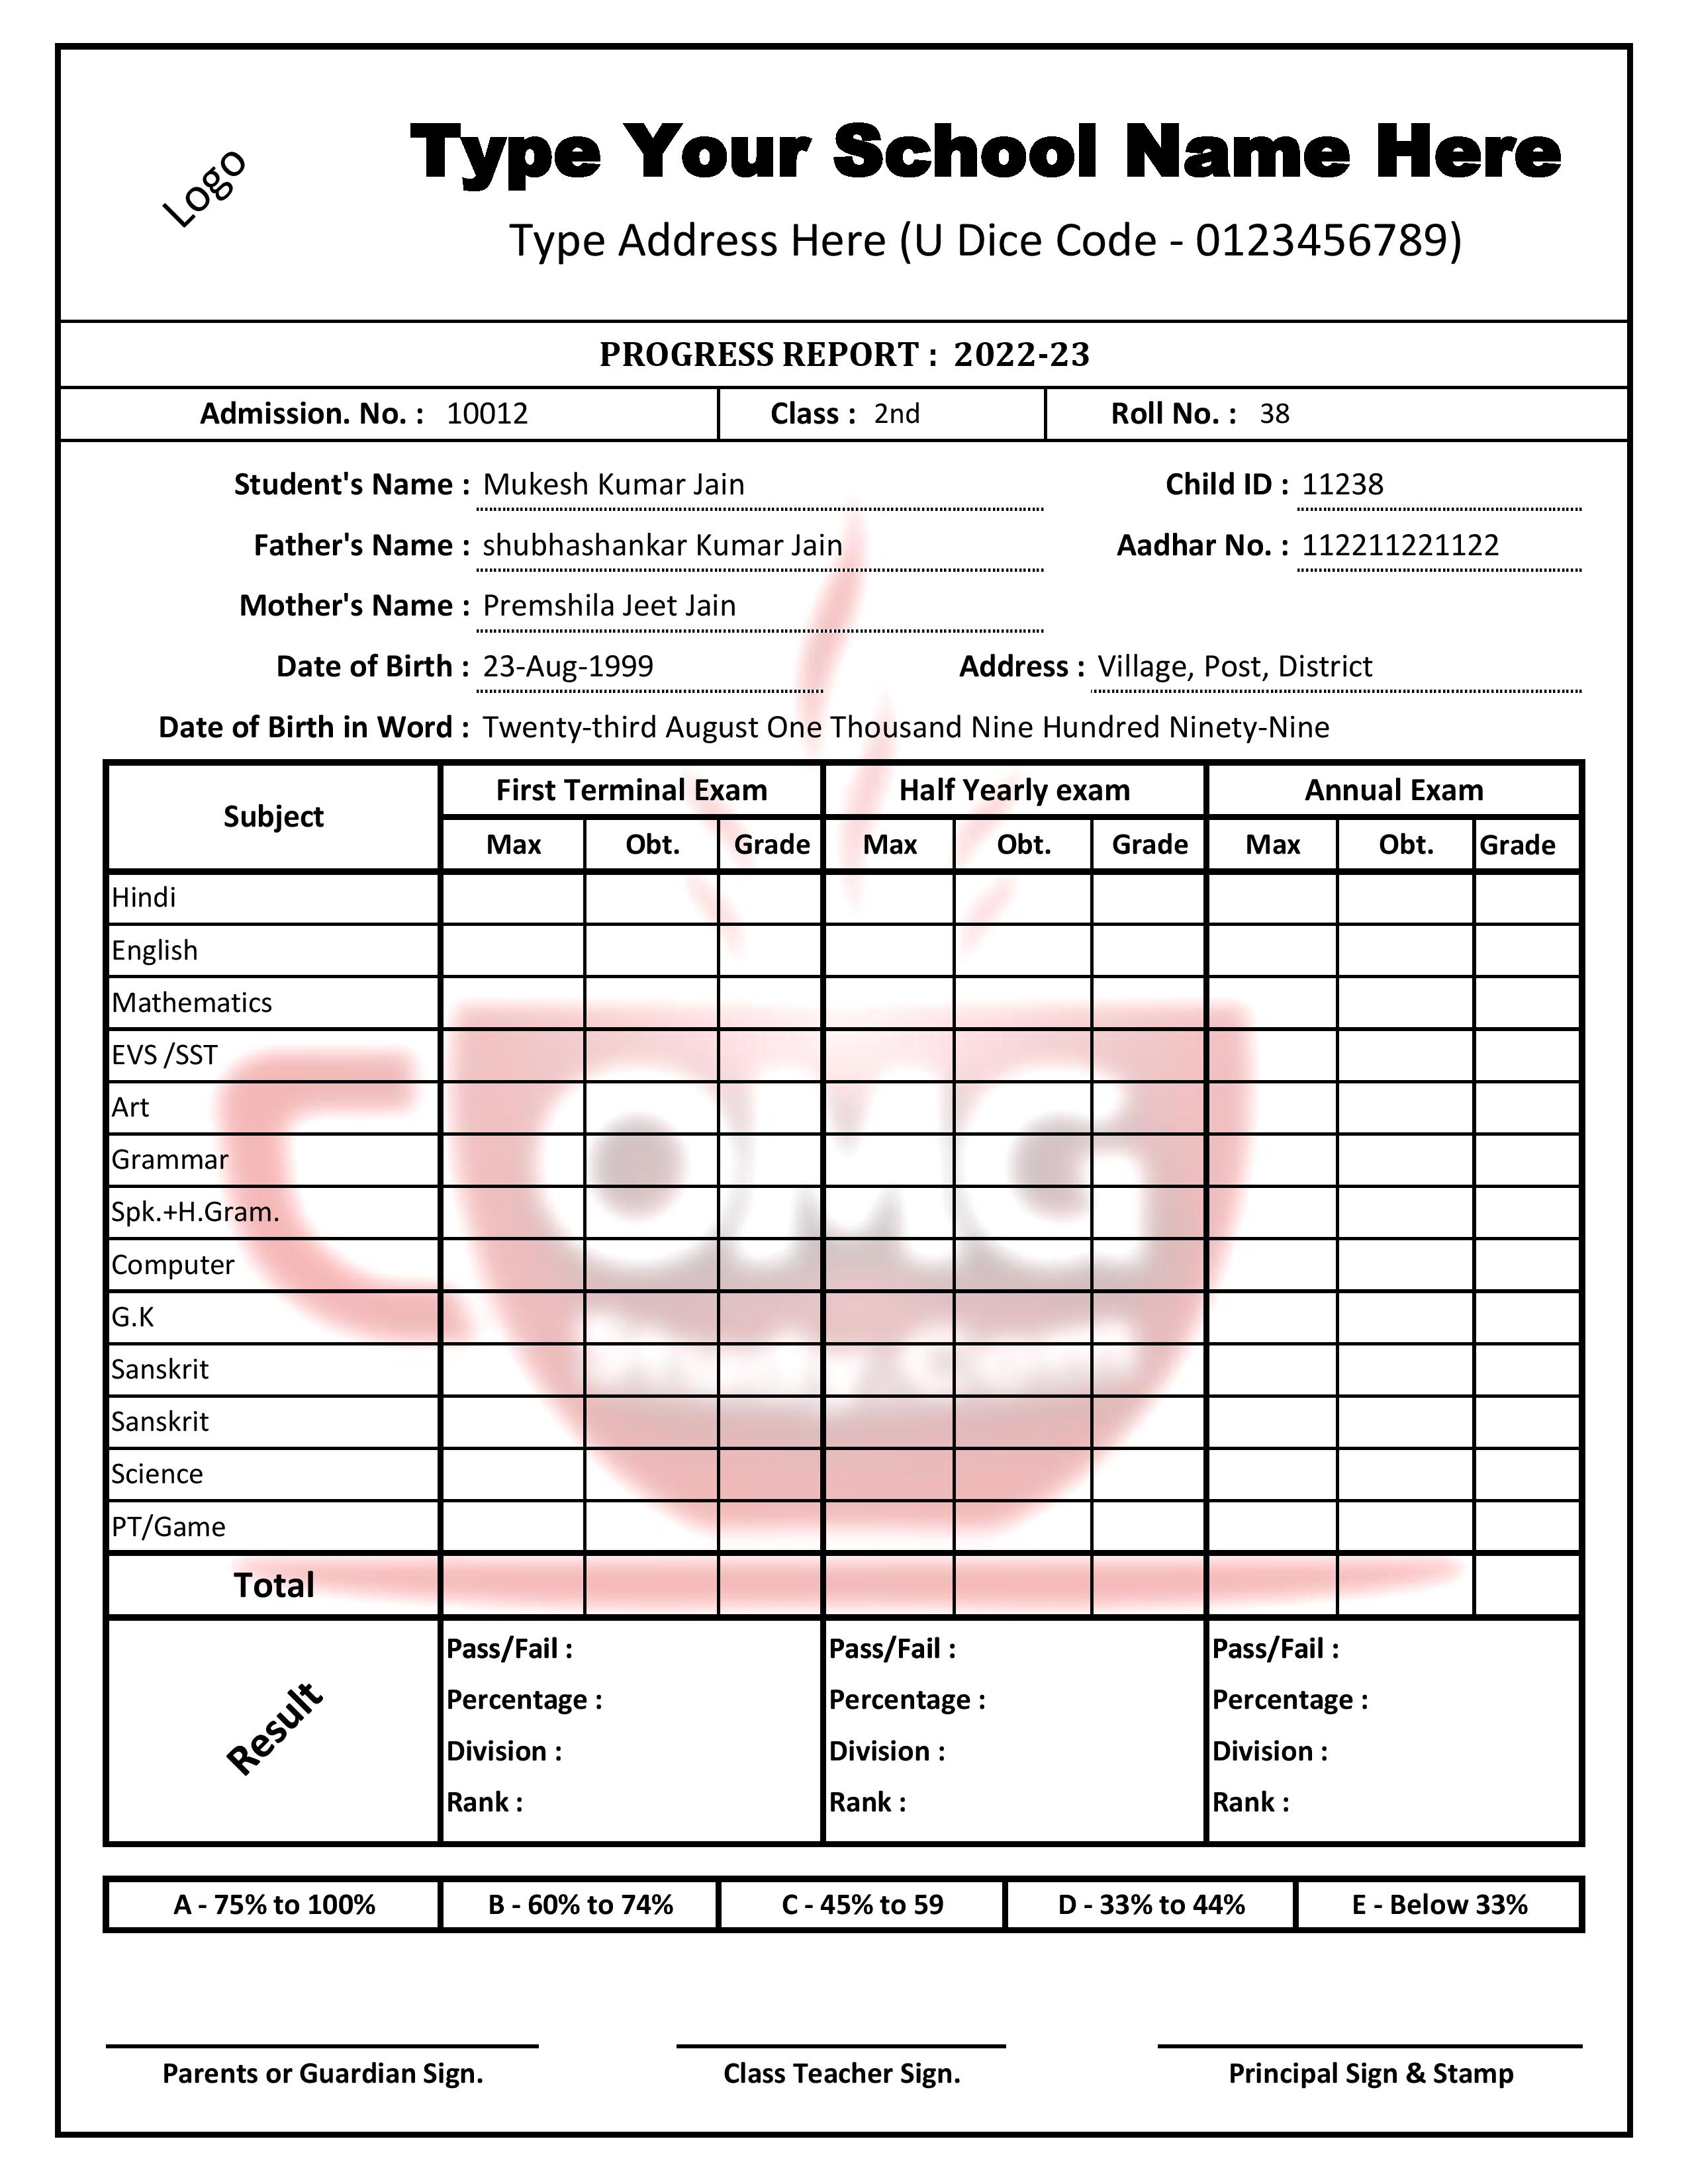 Logo
Type Your School Name Here
Type Address Here (U Dice Code - 0123456789)
PROGRESS REPORT : 2022-23
Admission. No. : 10012 Class : 2nd Roll No. : 38
Student's Name : Mukesh Kumar Jain Child ID : 11238
Father's Name : shubhashankar Kumar Jain Aadhar No. : 112211221122
Mother's Name : Premshila Jeet Jain
Date of Birth : 23-Aug-1999 Address : Village, Post, District
Date of Birth in Word : Twenty-third August One Thousand Nine Hundred Ninety-Nine
Subject First Terminal Exam Half Yearly exam Annual Exam
Max Obt. Grade Max Obt. Grade Max Obt. Grade
Hindi
English
Mathematics
EVS /SST
Art
Grammar
Spk.+H.Gram.
Computer
G.K
Sanskrit
Sanskrit
Science
PT/Game
Total
Result
Pass/Fail : Pass/Fail : Pass/Fail :
Percentage : Percentage : Percentage :
Division : Division : Division :
Rank : Rank : Rank :
A - 75% to 100% B - 60% to 74% C - 45% to 59 D - 33% to 44% E - Below 33%
Parents or Guardian Sign. Class Teacher Sign. Principal Sign & Stamp
OMG